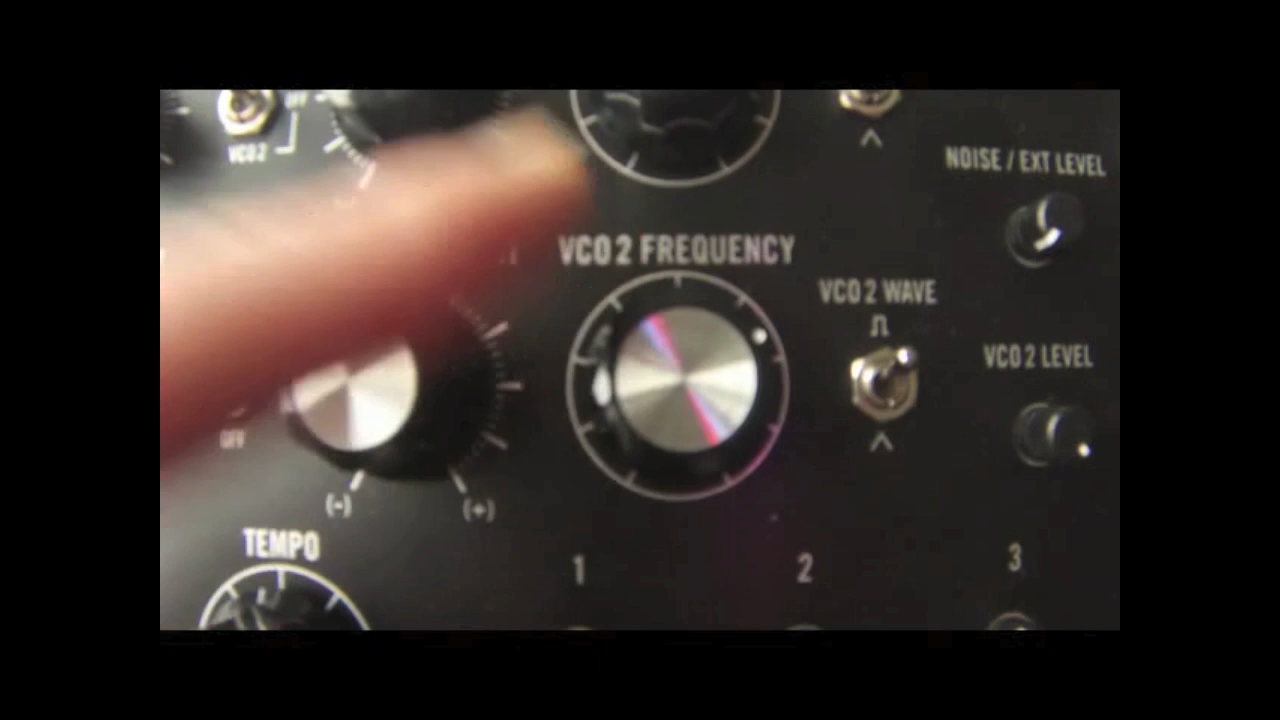 VCO 2
NOISE / EXT LEVEL
VCO 2 FREQUENCY
VCO 2 WAVE
VCO 2 LEVEL
OFF
(-)
(+)
TEMPO
1
2
3